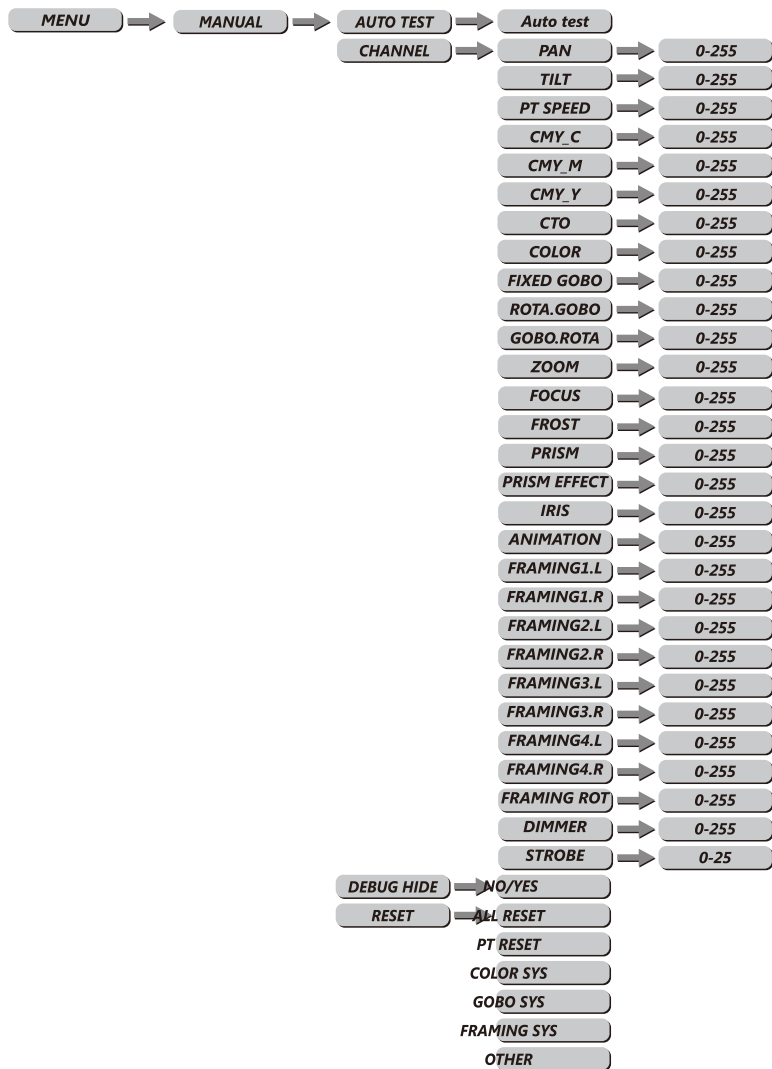 MENU MANUAL AUTO TEST Auto test
CHANNEL PAN 0-255
TILT 0-255
PT SPEED 0-255
CMY_C 0-255
CMY_M 0-255
CMY_Y 0-255
CTO 0-255
COLOR 0-255
FIXED GOBO 0-255
ROTA.GOBO 0-255
GOBO.ROTA 0-255
ZOOM 0-255
FOCUS 0-255
FROST 0-255
PRISM 0-255
PRISM EFFECT 0-255
IRIS 0-255
ANIMATION 0-255
FRAMING1.L 0-255
FRAMING1.R 0-255
FRAMING2.L 0-255
FRAMING2.R 0-255
FRAMING3.L 0-255
FRAMING3.R 0-255
FRAMING4.L 0-255
FRAMING4.R 0-255
FRAMING ROT 0-255
DIMMER 0-255
STROBE 0-25
DEBUG HIDE NO/YES
RESET ALL RESET
PT RESET
COLOR SYS
GOBO SYS
FRAMING SYS
OTHER